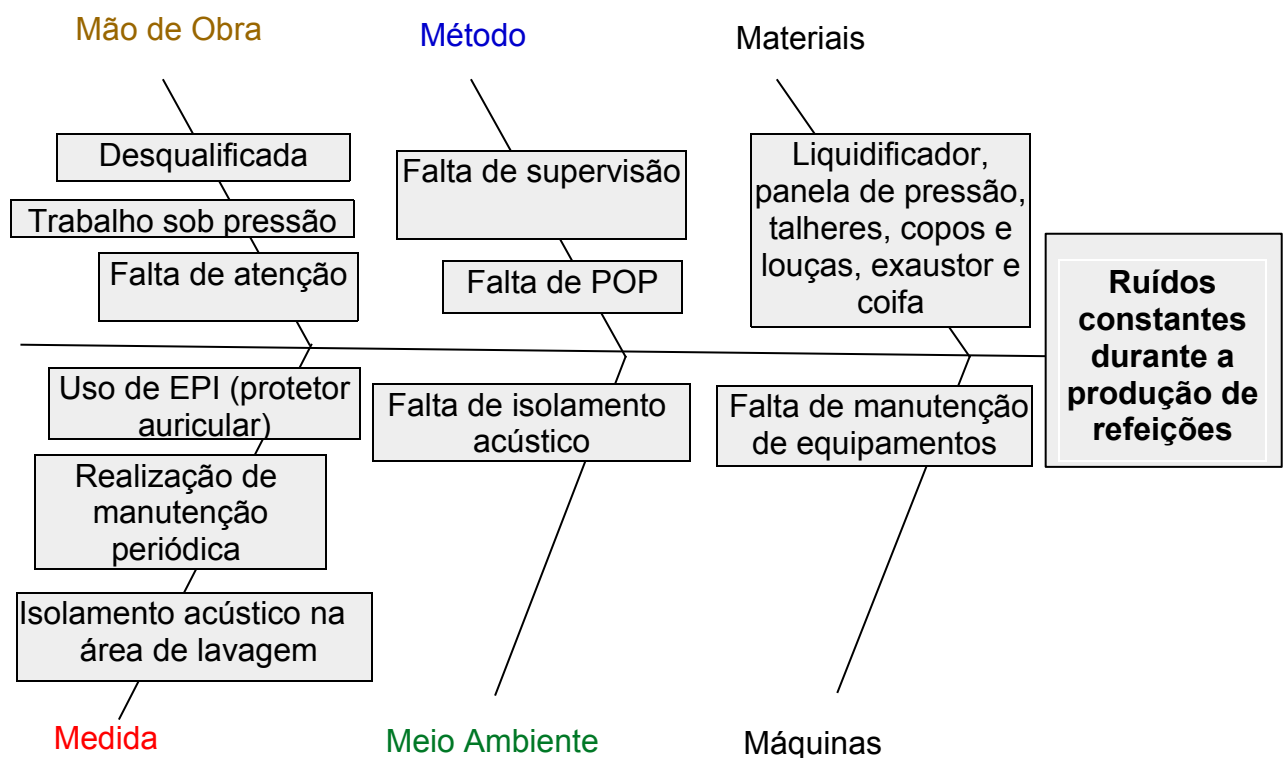 Mão de Obra
Método
Materiais
Desqualificada
Trabalho sob pressão
Falta de atenção
Falta de supervisão
Falta de POP
Liquidificador,
panela de pressão,
talheres, copos e
louças, exaustor e
coifa
Ruídos
constantes
durante a
produção de
refeições
Uso de EPI (protetor
auricular)
Realização de
manutenção
periódica
Isolamento acústico na
área de lavagem
Falta de isolamento
acústico
Falta de manutenção
de equipamentos
Medida
Meio Ambiente
Máquinas